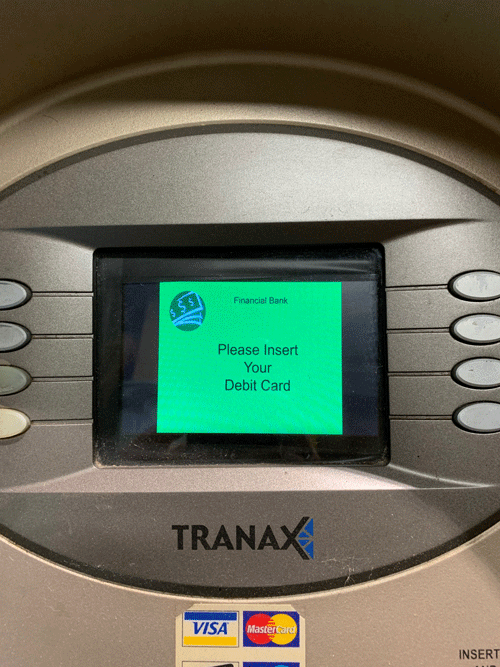 $ $ $
Financial Bank
Please Insert
Your
Debit Card
TRANAX
VISA
MasterCard
INSERT